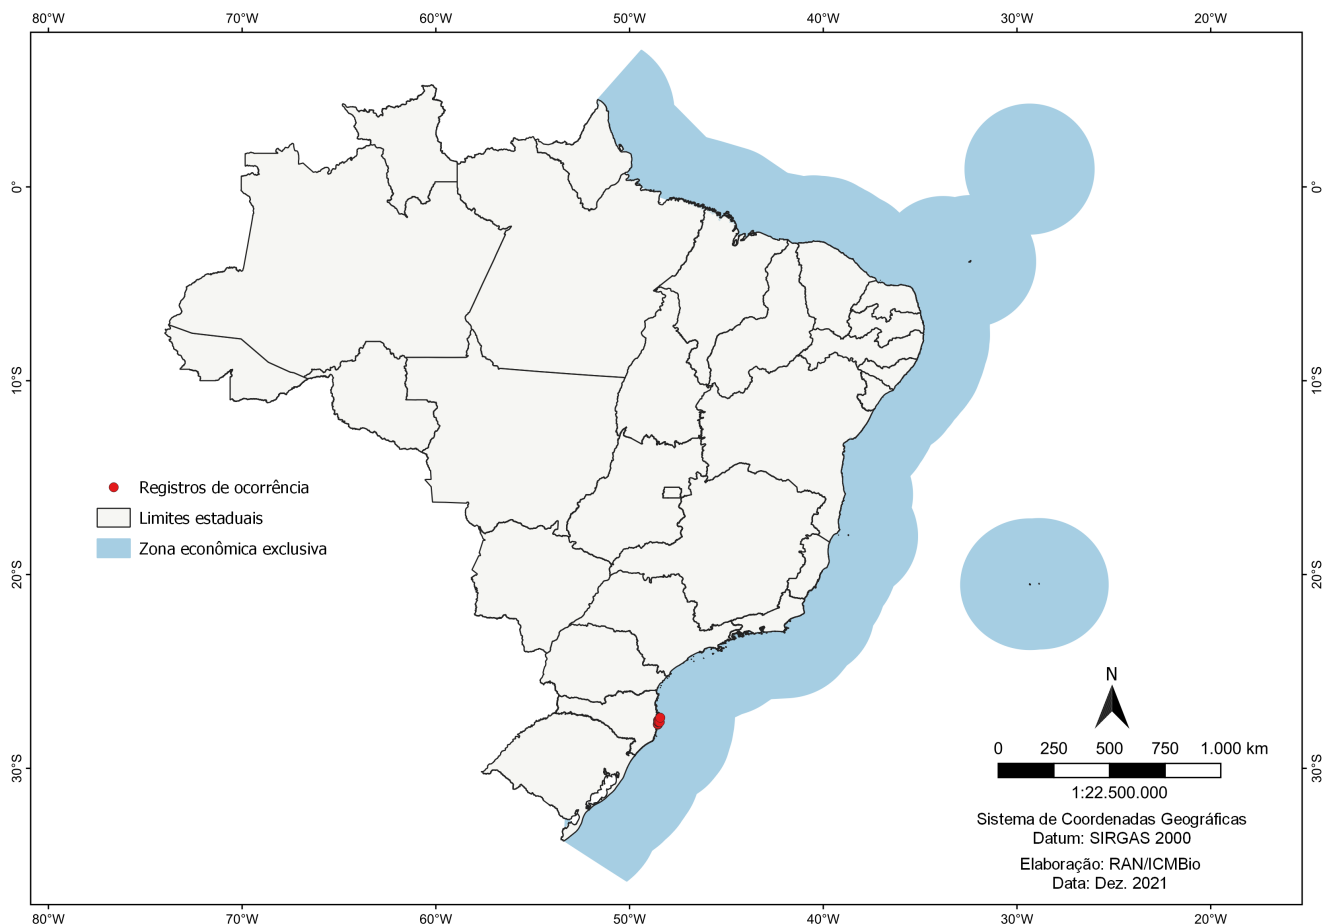 80°W 70°W 60°W 50°W 40°W 30°W 20°W
0° 0°
10°S 10°S
Registros de ocorrência
Limites estaduais
Zona econômica exclusiva
20°S 20°S
N
0 250 500 750 1.000 km
30°S 30°S
1:22.500.000
Sistema de Coordenadas Geográficas
Datum: SIRGAS 2000
Elaboração: RAN/ICMBio
Data: Dez. 2021
80°W 70°W 60°W 50°W 40°W 30°W 20°W